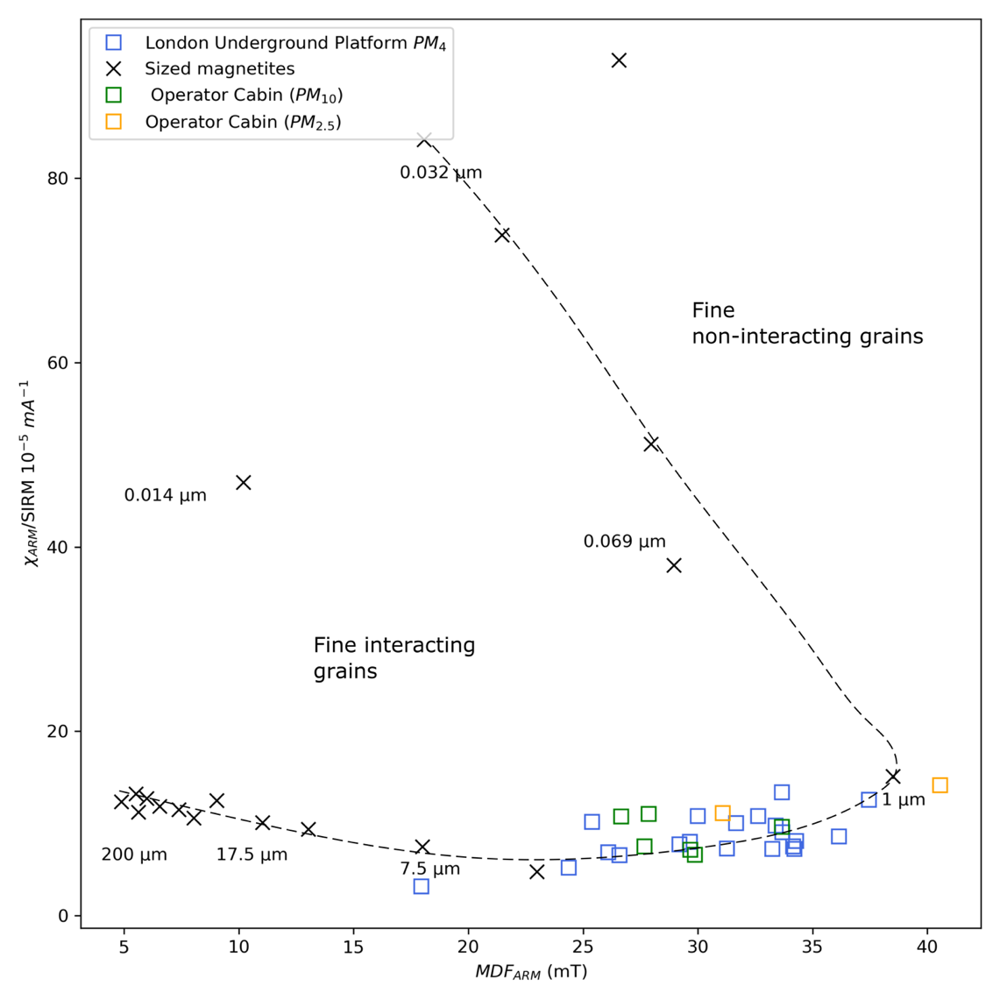 London Underground Platform PM₄
Sized magnetites
Operator Cabin (PM₁₀)
Operator Cabin (PM₂.₅)
0.032 μm
Fine
non-interacting grains
0.014 μm
0.069 μm
Fine interacting
grains
1 μm
200 μm
17.5 μm
7.5 μm
80
60
40
20
0
χARM/SIRM 10⁻⁵ mA⁻¹
5 10 15 20 25 30 35 40
MDFARM (mT)